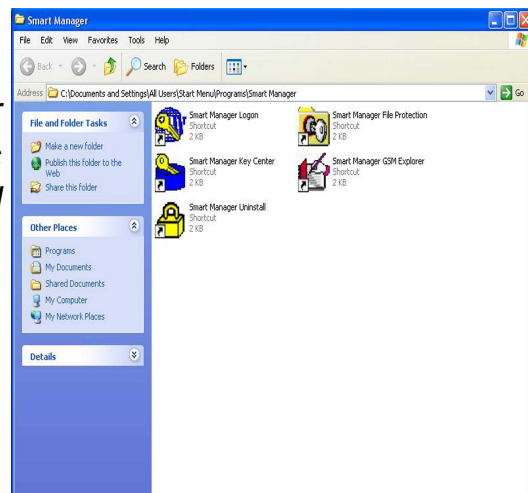 Smart Manager
File Edit View Favorites Tools Help
Back Search Folders
Address C:\Documents and Settings\All Users\Start Menu\Programs\Smart Manager Go
File and Folder Tasks
Make a new folder
Publish this folder to the
Web
Share this folder
Other Places
Programs
My Documents
Shared Documents
My Computer
My Network Places
Details
Smart Manager Logon
Shortcut
2 KB
Smart Manager File Protection
Shortcut
2 KB
Smart Manager Key Center
Shortcut
2 KB
Smart Manager GSM Explorer
Shortcut
2 KB
Smart Manager Uninstall
Shortcut
2 KB